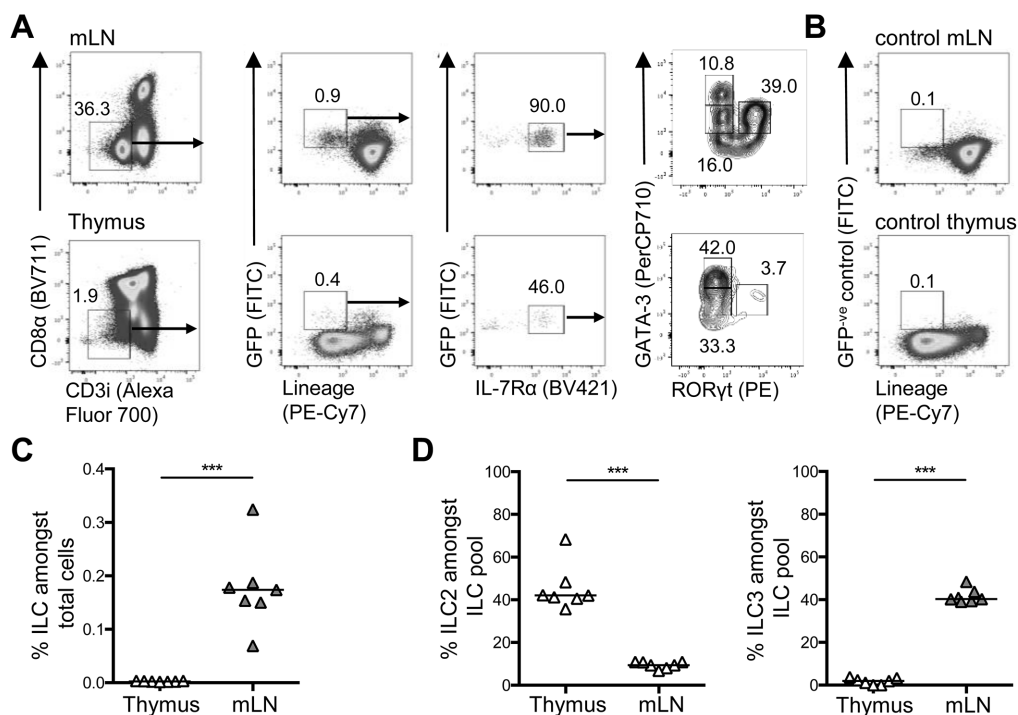 A
B
mLN
control mLN
36.3
0.9
90.0
10.8
39.0
16.0
0.1
Thymus
control thymus
1.9
0.4
46.0
42.0
3.7
33.3
0.1
CD8α (BV711)
GFP (FITC)
GFP (FITC)
GATA-3 (PerCP710)
GFP-ve control (FITC)
CD3i (Alexa
Fluor 700)
Lineage
(PE-Cy7)
IL-7Rα (BV421)
RORγt (PE)
Lineage
(PE-Cy7)
C
% ILC amongst
total cells
0.4
0.3
0.2
0.1
0.0
***
Thymus mLN
D
% ILC2 amongst
ILC pool
100
80
60
40
20
0
***
Thymus mLN
% ILC3 amongst
ILC pool
100
80
60
40
20
0
***
Thymus mLN